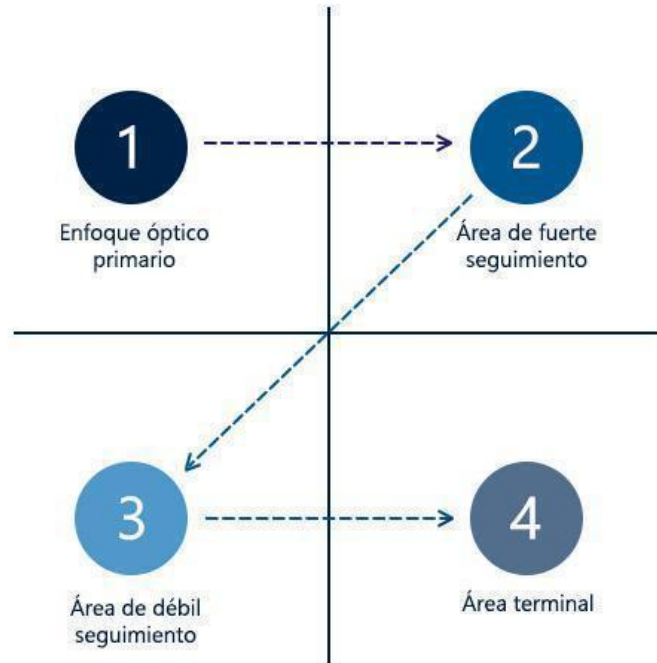 1
Enfoque óptico
primario
2
Área de fuerte
seguimiento
3
Área de débil
seguimiento
4
Área terminal